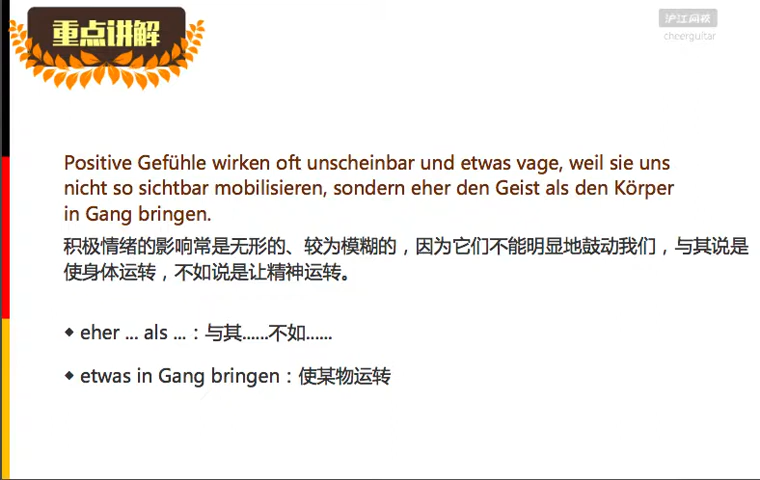 重点讲解
沪江网校
cheerguitar
Positive Gefühle wirken oft unscheinbar und etwas vage, weil sie uns
nicht so sichtbar mobilisieren, sondern eher den Geist als den Körper
in Gang bringen.
积极情绪的影响常是无形的、较为模糊的，因为它们不能明显地鼓动我们，与其说是
使身体运转，不如说是让精神运转。
◆ eher ... als ...：与其......不如......
◆ etwas in Gang bringen：使某物运转